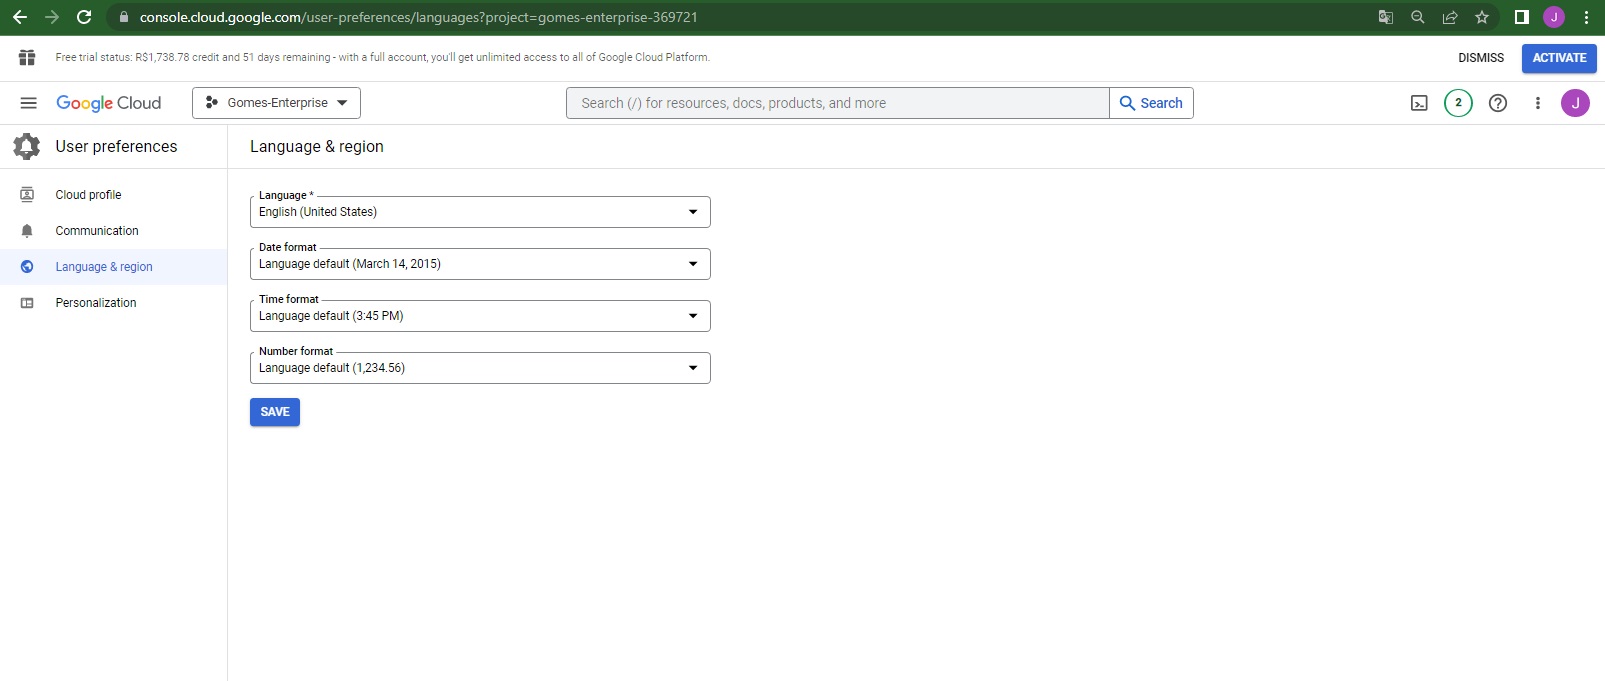 console.cloud.google.com/user-preferences/languages?project=gomes-enterprise-369721
J
Free trial status: R$1,738.78 credit and 51 days remaining - with a full account, you'll get unlimited access to all of Google Cloud Platform.
DISMISS
ACTIVATE
Google Cloud
Gomes-Enterprise
Search (/) for resources, docs, products, and more
Search
2
J
User preferences
Language & region
Cloud profile
Communication
Language & region
Personalization
Language *
English (United States)
Date format
Language default (March 14, 2015)
Time format
Language default (3:45 PM)
Number format
Language default (1,234.56)
SAVE